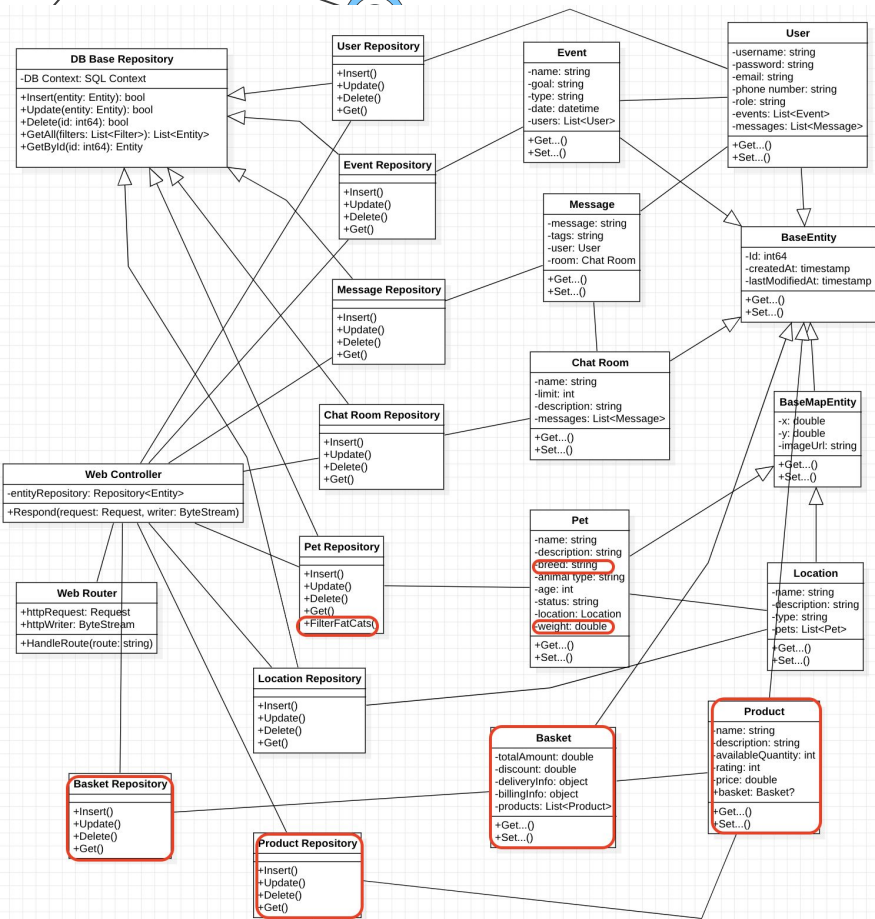 DB Base Repository
-DB Context: SQL Context
+Insert(entity: Entity): bool
+Update(entity: Entity): bool
+Delete(id: int64): bool
+GetAll(filters: List<Filter>): List<Entity>
+GetById(id: int64): Entity
User Repository
+Insert()
+Update()
+Delete()
+Get()
Event
-name: string
-goal: string
-type: string
-date: datetime
-users: List<User>
+Get...()
+Set...()
User
-username: string
-password: string
-email: string
-phone number: string
-role: string
-events: List<Event>
-messages: List<Message>
+Get...()
+Set...()
Event Repository
+Insert()
+Update()
+Delete()
+Get()
Message
-message: string
-tags: string
-user: User
-room: Chat Room
+Get...()
+Set...()
BaseEntity
-Id: int64
-createdAt: timestamp
-lastModifiedAt: timestamp
+Get...()
+Set...()
Message Repository
+Insert()
+Update()
+Delete()
+Get()
Chat Room
-name: string
-limit: int
-description: string
-messages: List<Message>
+Get...()
+Set...()
BaseMapEntity
-x: double
-y: double
-imageUrl: string
+Get...()
+Set...()
Chat Room Repository
+Insert()
+Update()
+Delete()
+Get()
Web Controller
-entityRepository: Repository<Entity>
+Respond(request: Request, writer: ByteStream)
Pet Repository
+Insert()
+Update()
+Delete()
+Get()
+FilterFatCats()
Pet
-name: string
-description: string
-breed: string
-animal type: string
-age: int
-status: string
-location: Location
-weight: double
+Get...()
+Set...()
Location
-name: string
-description: string
-type: string
-pets: List<Pet>
+Get...()
+Set...()
Web Router
+httpRequest: Request
+httpWriter: ByteStream
+HandleRoute(route: string)
Location Repository
+Insert()
+Update()
+Delete()
+Get()
Basket
-totalAmount: double
-discount: double
-deliveryInfo: object
-billingInfo: object
-products: List<Product>
+Get...()
+Set...()
Product
-name: string
-description: string
-availableQuantity: int
-rating: int
-price: double
+basket: Basket?
+Get...()
+Set...()
Basket Repository
+Insert()
+Update()
+Delete()
+Get()
Product Repository
+Insert()
+Update()
+Delete()
+Get()